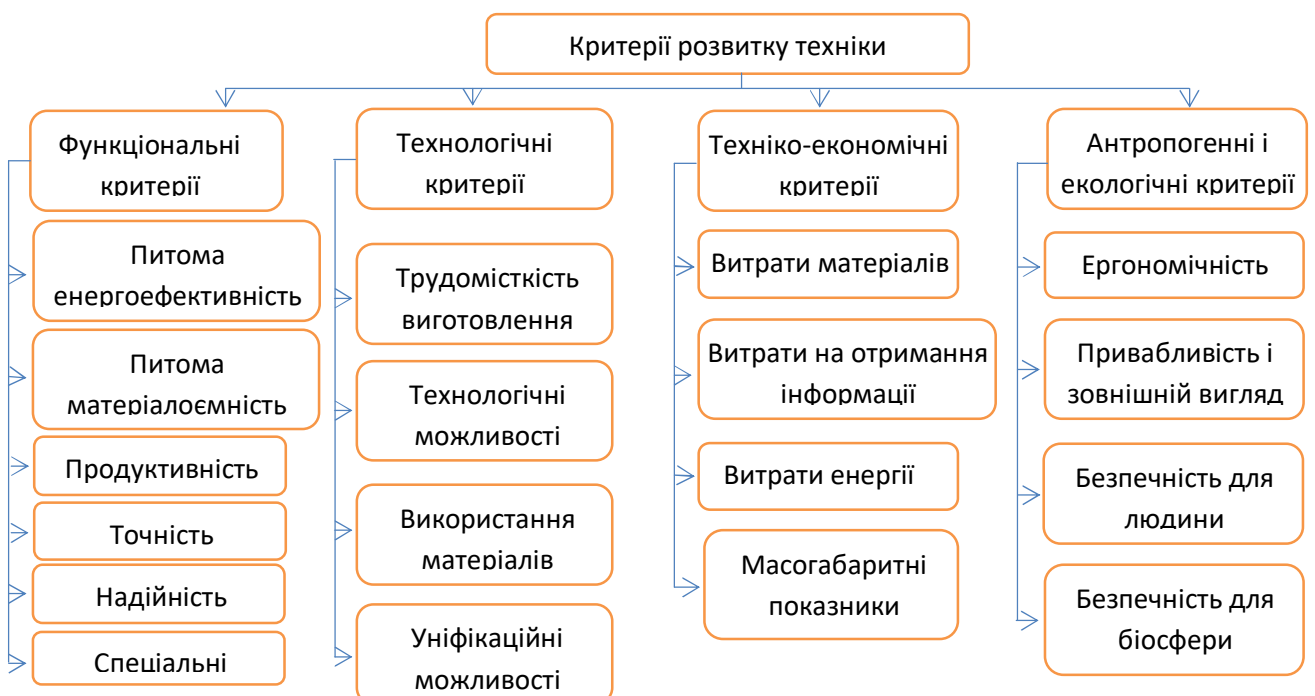 Критерії розвитку техніки
Функціональні
критерії
Питома
енергоефективність
Питома
матеріалоємність
Продуктивність
Точність
Надійність
Спеціальні
Технологічні
критерії
Трудомісткість
виготовлення
Технологічні
можливості
Використання
матеріалів
Уніфікаційні
можливості
Техніко-економічні
критерії
Витрати матеріалів
Витрати на отримання
інформації
Витрати енергії
Масогабаритні
показники
Антропогенні і
екологічні критерії
Ергономічність
Привабливість і
зовнішній вигляд
Безпечність для
людини
Безпечність для
біосфери